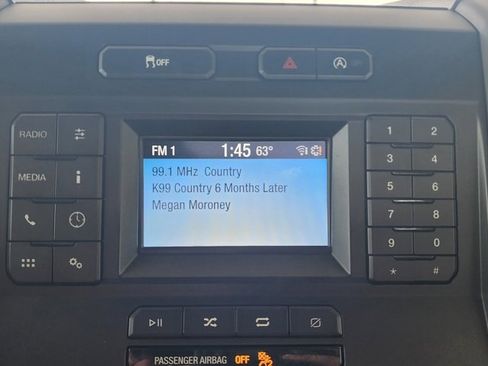 OFF
A OFF
RADIO
MEDIA
FM 1 1:45 63°
99.1 MHz Country
K99 Country 6 Months Later
Megan Moroney
1 2
3 4
5 6
7 8
9 0
* #
PASSENGER AIRBAG OFF